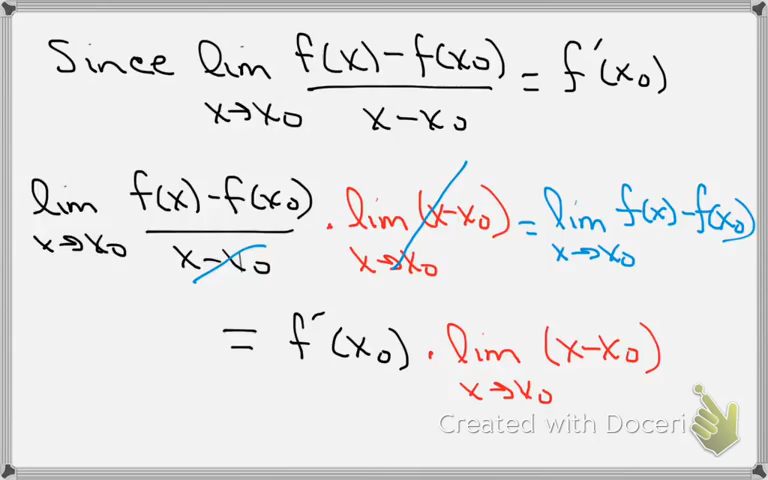 Since lim f(x)-f(x₀) = f'(x₀)
x→x₀ x-x₀
lim f(x)-f(x₀) . lim (x-x₀) = lim f(x)-f(x₀)
x→x₀ x-x₀ x→x₀ x→x₀
= f'(x₀) . lim (x-x₀)
x→x₀
Created with Doceri